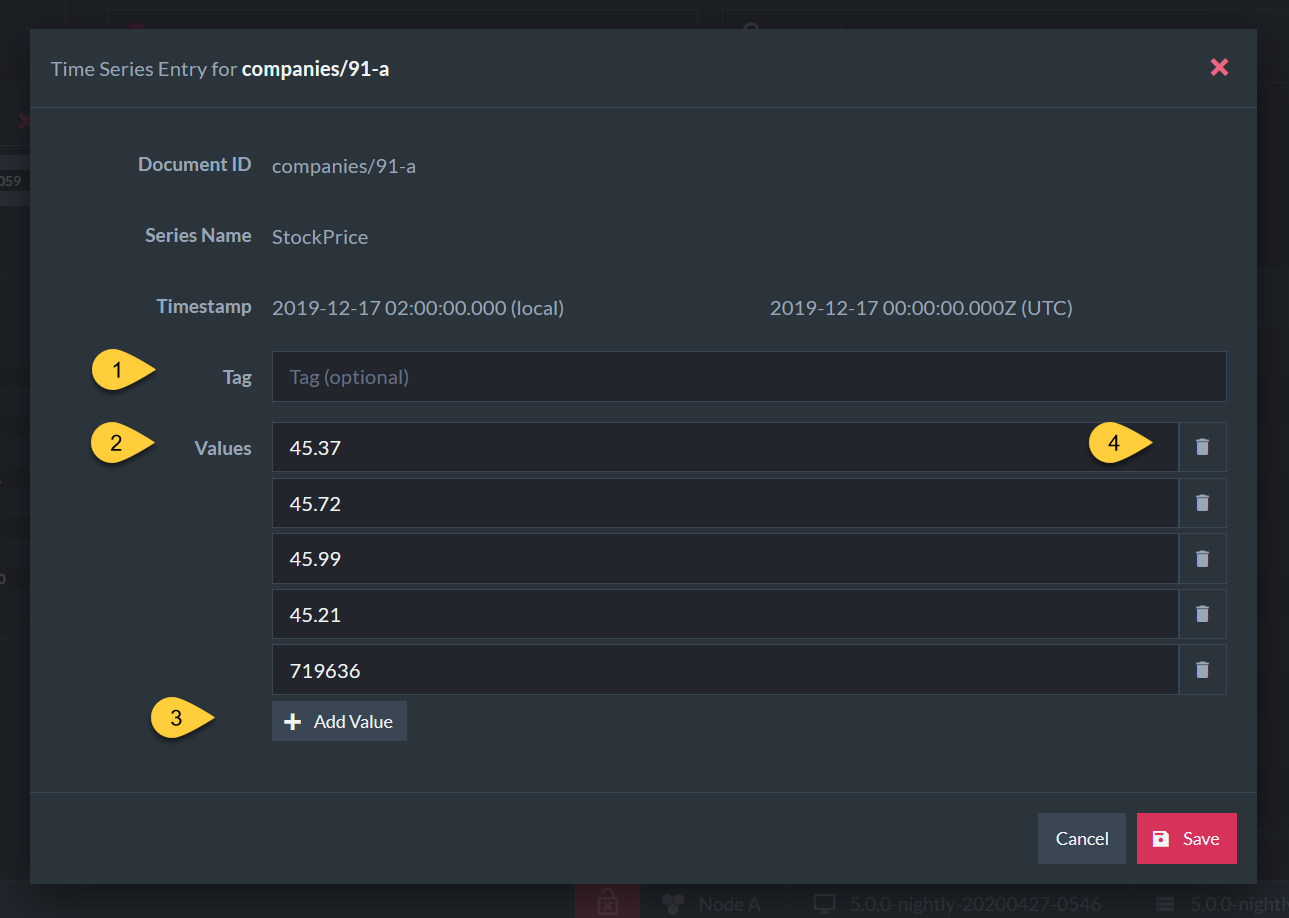 Time Series Entry for companies/91-a
059
Document ID companies/91-a
Series Name StockPrice
Timestamp 2019-12-17 02:00:00.000 (local) 2019-12-17 00:00:00.000Z (UTC)
1 Tag Tag (optional)
2 Values 45.37 4
45.72
45.99
45.21
719636
3 Add Value
Cancel Save
Node A 5.0.0-nightly-20200427-0546 5.0.0-nightly